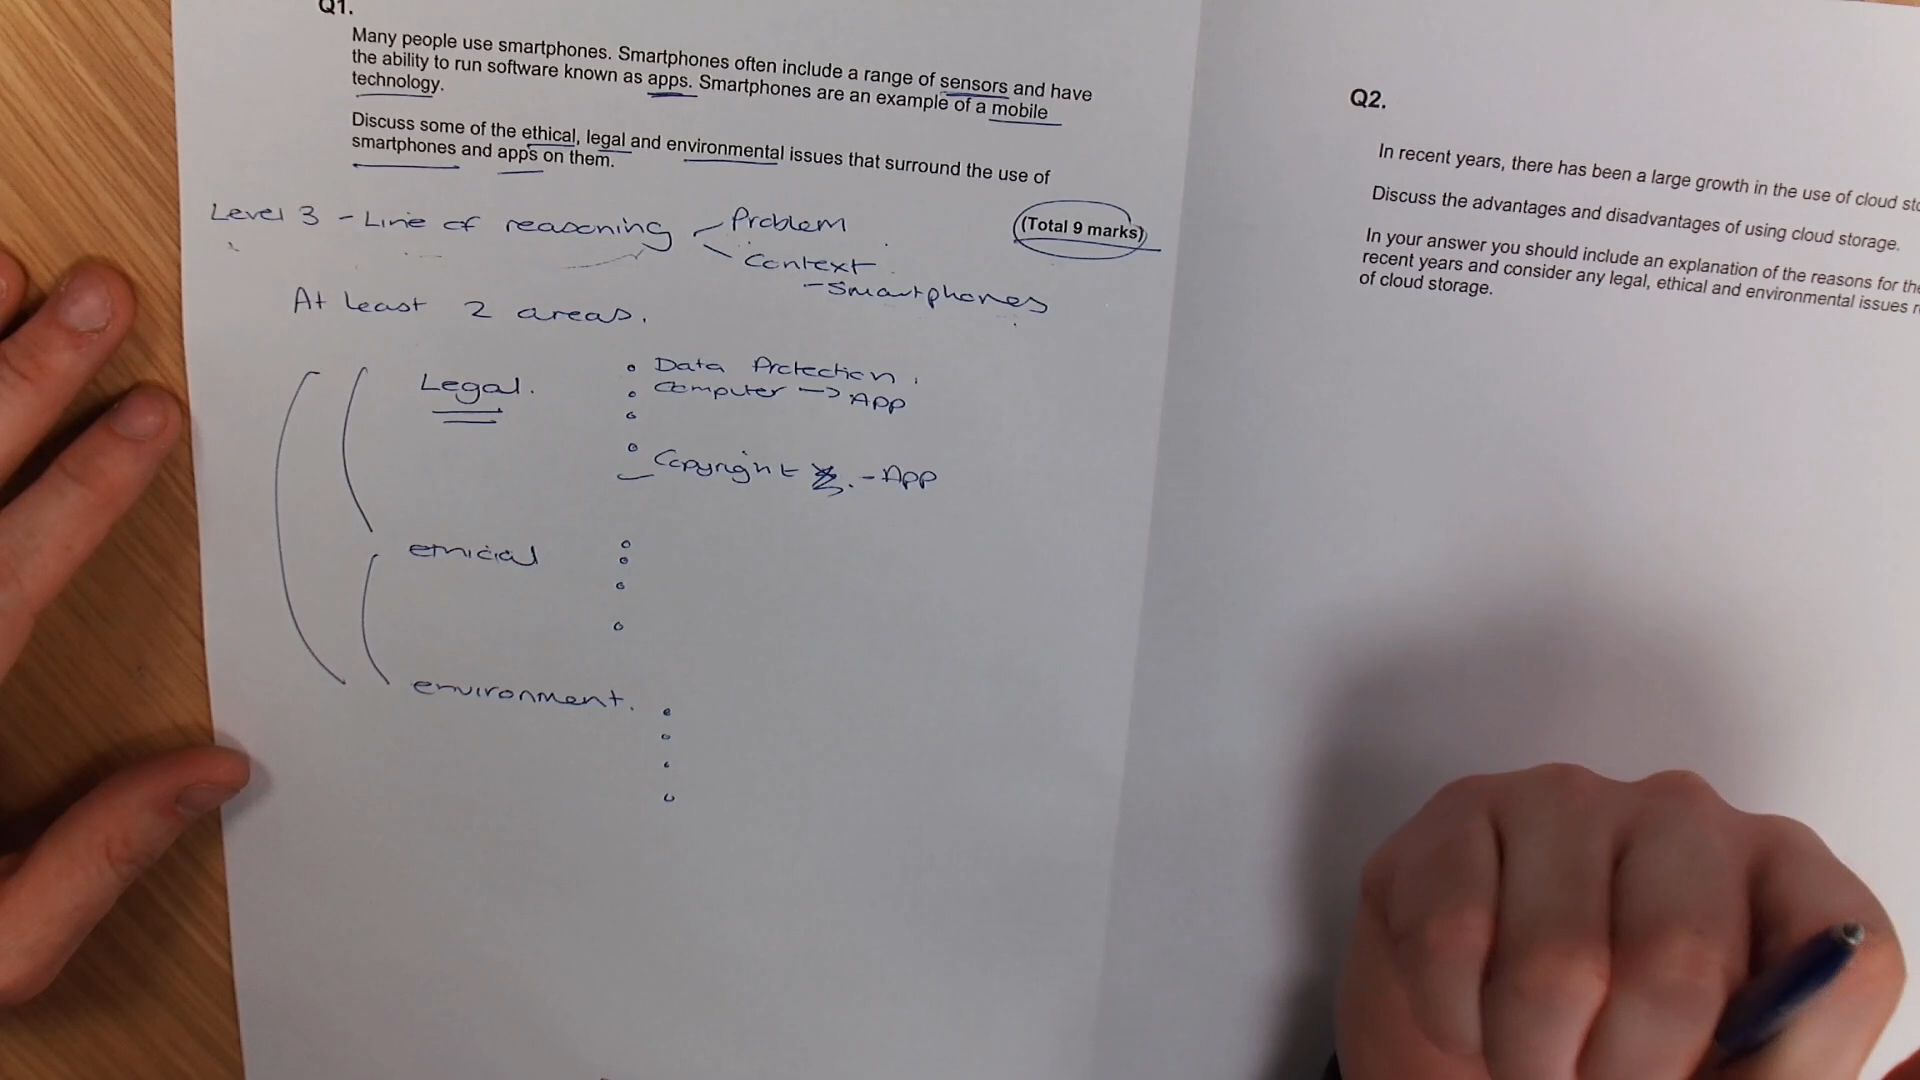 Q1.
Many people use smartphones. Smartphones often include a range of sensors and have
the ability to run software known as apps. Smartphones are an example of a mobile
technology.
Discuss some of the ethical, legal and environmental issues that surround the use of
smartphones and apps on them.
(Total 9 marks)
Level 3 - Line of reasoning
Problem
Context
- Smartphones
At least 2 areas.
Legal.
Data Protection.
Computer -> App
Copyright - App
ethicial
environment.
Q2.
In recent years, there has been a large growth in the use of cloud
Discuss the advantages and disadvantages of using cloud storage.
In your answer you should include an explanation of the reasons for
recent years and consider any legal, ethical and environmental issues
of cloud storage.